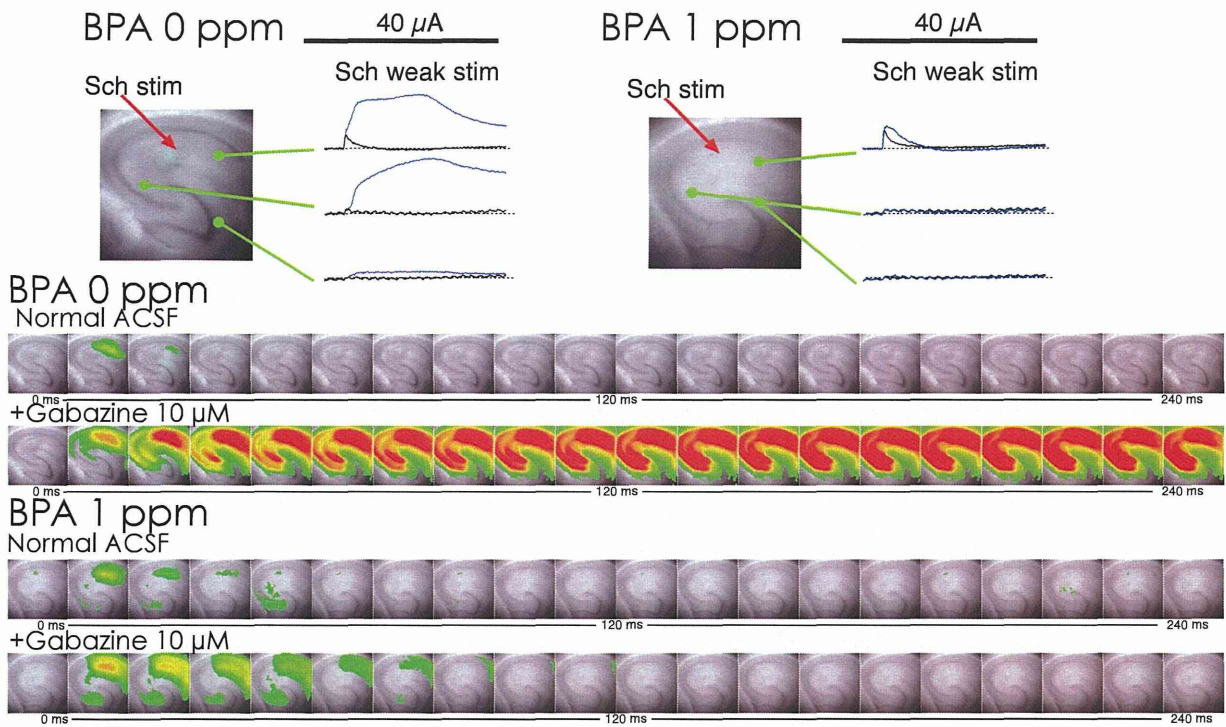 BPA 0 ppm
40 µA
BPA 1 ppm
40 µA
Sch stim
Sch weak stim
Sch stim
Sch weak stim
BPA 0 ppm
Normal ACSF
0 ms
120 ms
240 ms
+Gabazine 10 µM
0 ms
120 ms
240 ms
BPA 1 ppm
Normal ACSF
0 ms
120 ms
240 ms
+Gabazine 10 µM
0 ms
120 ms
240 ms